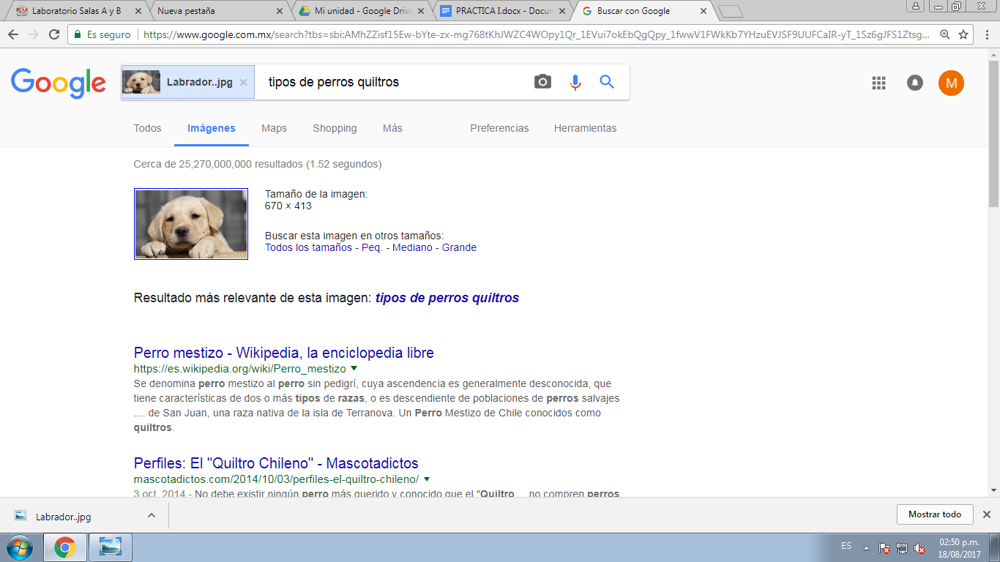 Laboratorio Salas A y B
Nueva pestaña
Mi unidad - Google Drive
PRACTICA I.docx - Docum
Buscar con Google
Es seguro
https://www.google.com.mx/search?tbs=sbi:AMhZZisf15Ew-bYte-zx-mg768tKhJWZC4WOpy1Qr_1EVui7okEbQgQpy_1fwwV1FWkKb7YHzuEVJSF9UUFCaIR-yT_1Sz6gJFS1Ztsg...
Google
Labrador..jpg
tipos de perros quiltros
M
Todos
Imágenes
Maps
Shopping
Más
Preferencias
Herramientas
Cerca de 25,270,000,000 resultados (1.52 segundos)
Tamaño de la imagen:
670 × 413
Buscar esta imagen en otros tamaños:
Todos los tamaños - Peq. - Mediano - Grande
Resultado más relevante de esta imagen: tipos de perros quiltros
Perro mestizo - Wikipedia, la enciclopedia libre
https://es.wikipedia.org/wiki/Perro_mestizo
Se denomina perro mestizo al perro sin pedigrí, cuya ascendencia es generalmente desconocida, que
tiene características de dos o más tipos de razas, o es descendiente de poblaciones de perros salvajes
.... de San Juan, una raza nativa de la isla de Terranova. Un Perro Mestizo de Chile conocidos como
quiltros.
Perfiles: El "Quiltro Chileno" - Mascotadictos
mascotadictos.com/2014/10/03/perfiles-el-quiltro-chileno/
3 oct. 2014 - No debe existir ningún perro más querido y conocido que el "Quiltro ... no compren perros
Labrador..jpg
Mostrar todo
ES
02:50 p.m.
18/08/2017